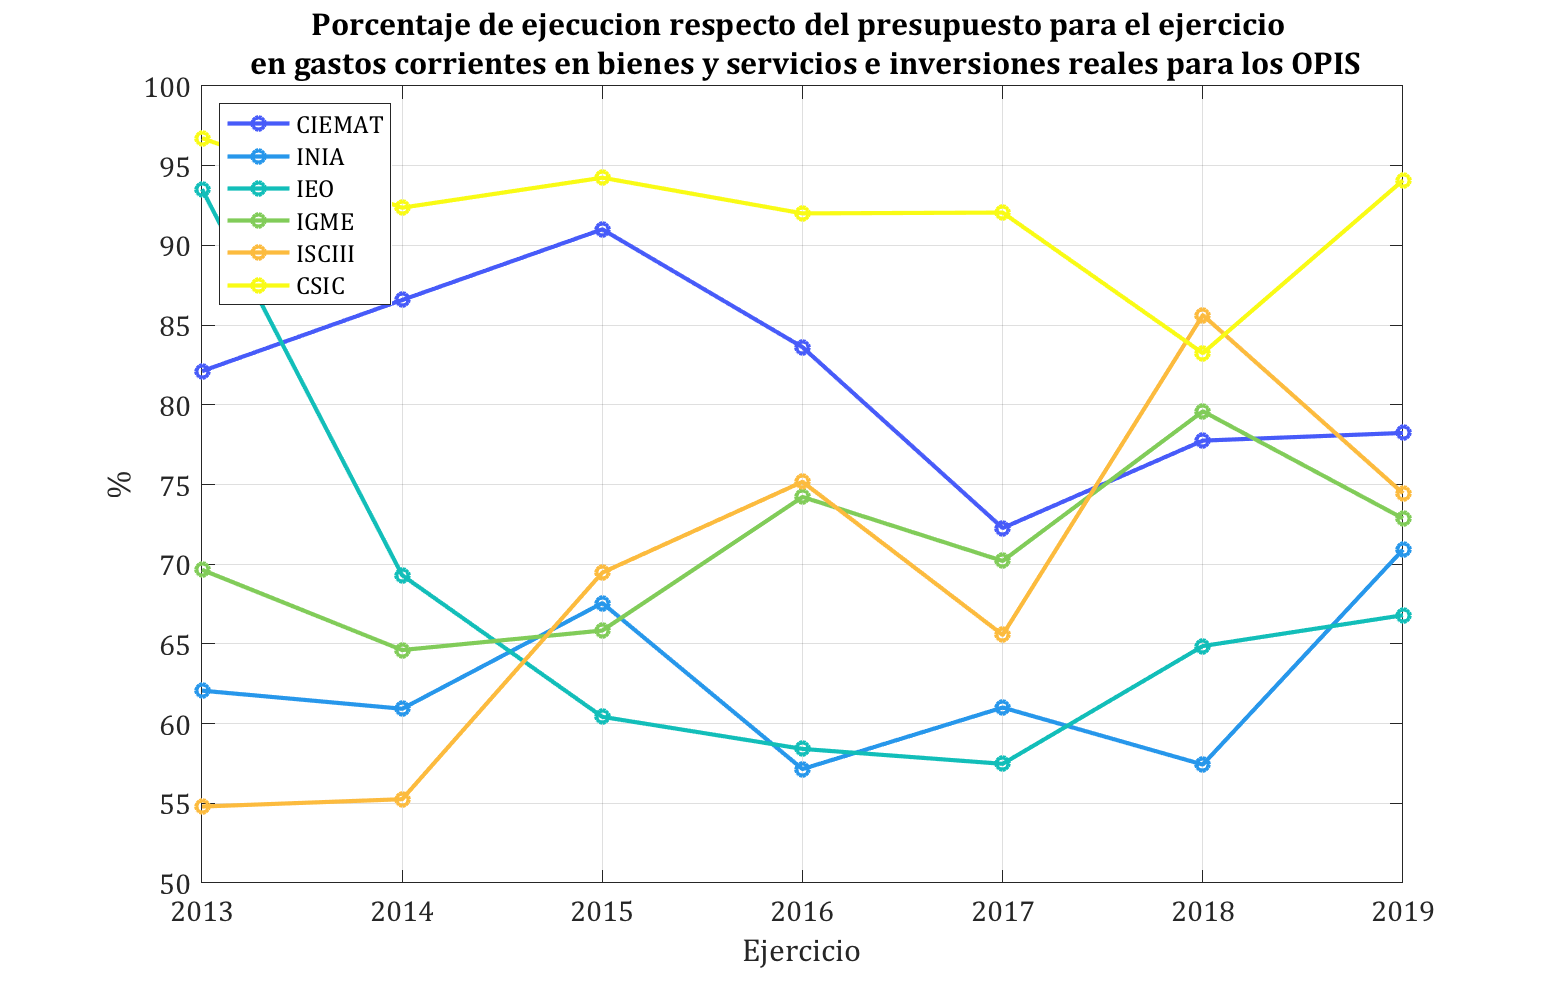 Porcentaje de ejecucion respecto del presupuesto para el ejercicio
en gastos corrientes en bienes y servicios e inversiones reales para los OPIS
100
95
90
85
80
75
70
65
60
55
50
%
CIEMAT
INIA
IEO
IGME
ISCIII
CSIC
2013 2014 2015 2016 2017 2018 2019
Ejercicio